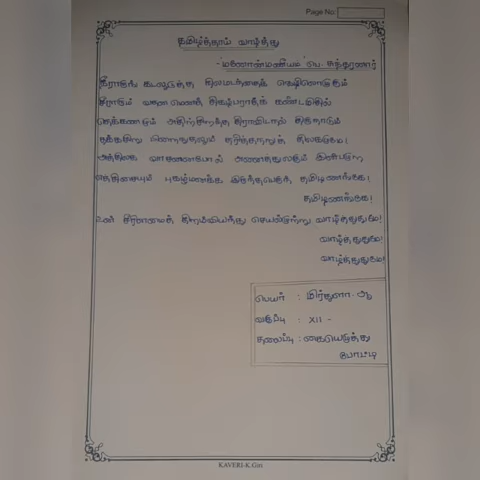 Page No:
தமிழ்த்தாய் வாழ்த்து
- 'மனோன்மணீயம்' பெ. சுந்தரனார்
நீராருங் கடலுடுத்த நிலமடந்தைக் கெழிலொழுகும்
சீராரும் வதனமெனத் திகழ்பரதக் கண்டமிதில்
தெக்கணமும் அதிற்சிறந்த திராவிடநல் திருநாடும்
தக்கசிறு பிறைநுதலும் தரித்தநறுந் திலகமுமே!
அத்திலக வாசனைபோல் அனைத்துலகும் இன்பமுற
எத்திசையும் புகழ்மணக்க இருந்தபெருந் தமிழணங்கே!
தமிழணங்கே!
உன் சீரிளமைத் திறம்வியந்து செயல்மறந்து வாழ்த்துதுமே!
வாழ்த்துதுமே!
வாழ்த்துதுமே!
பெயர் : மிர்துளா. ஆ
வகுப்பு : XII -
தலைப்பு : கையெழுத்து
போட்டி
KAVERI-K.Giri